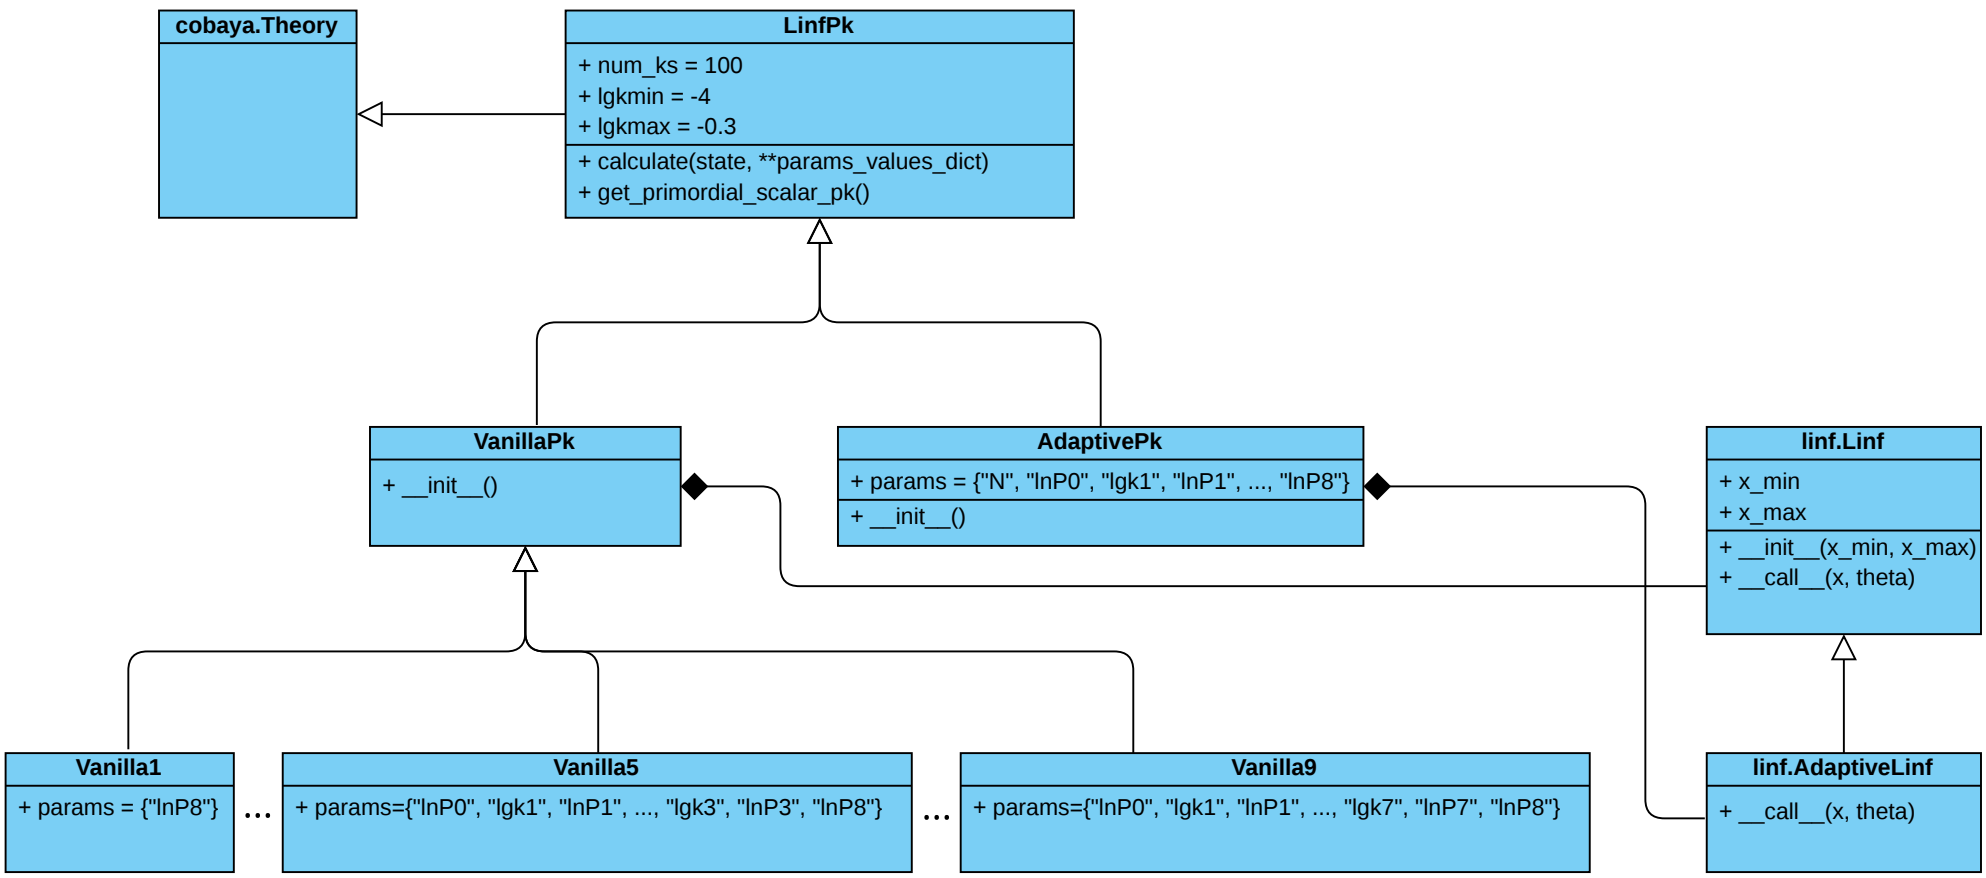 cobaya.Theory
LinfPk
+ num_ks = 100
+ lgkmin = -4
+ lgkmax = -0.3
+ calculate(state, **params_values_dict)
+ get_primordial_scalar_pk()
VanillaPk
+ __init__()
AdaptivePk
+ params = {"N", "lnP0", "lgk1", "lnP1", ..., "lnP8"}
+ __init__()
linf.Linf
+ x_min
+ x_max
+ __init__(x_min, x_max)
+ __call__(x, theta)
Vanilla1
+ params = {"lnP8"}
...
Vanilla5
+ params={"lnP0", "lgk1", "lnP1", ..., "lgk3", "lnP3", "lnP8"}
...
Vanilla9
+ params={"lnP0", "lgk1", "lnP1", ..., "lgk7", "lnP7", "lnP8"}
linf.AdaptiveLinf
+ __call__(x, theta)